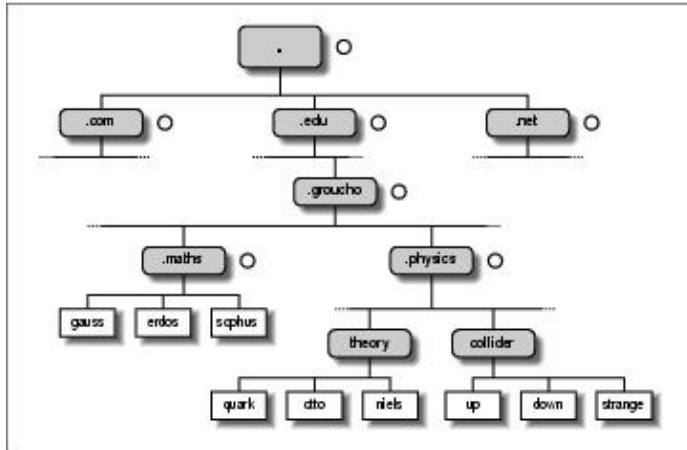 .
.com .edu .net
.groucho
.maths .physics
gauss erdos sophus
theory collider
quark otto niels up down strange